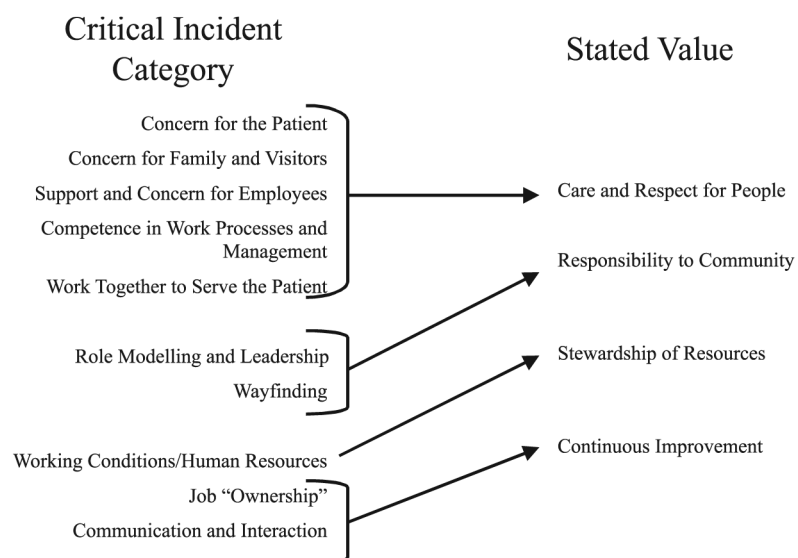 Critical Incident
Category
Stated Value
Concern for the Patient
Concern for Family and Visitors
Support and Concern for Employees
Care and Respect for People
Competence in Work Processes and
Management
Work Together to Serve the Patient
Responsibility to Community
Role Modelling and Leadership
Wayfinding
Stewardship of Resources
Working Conditions/Human Resources
Job “Ownership”
Communication and Interaction
Continuous Improvement